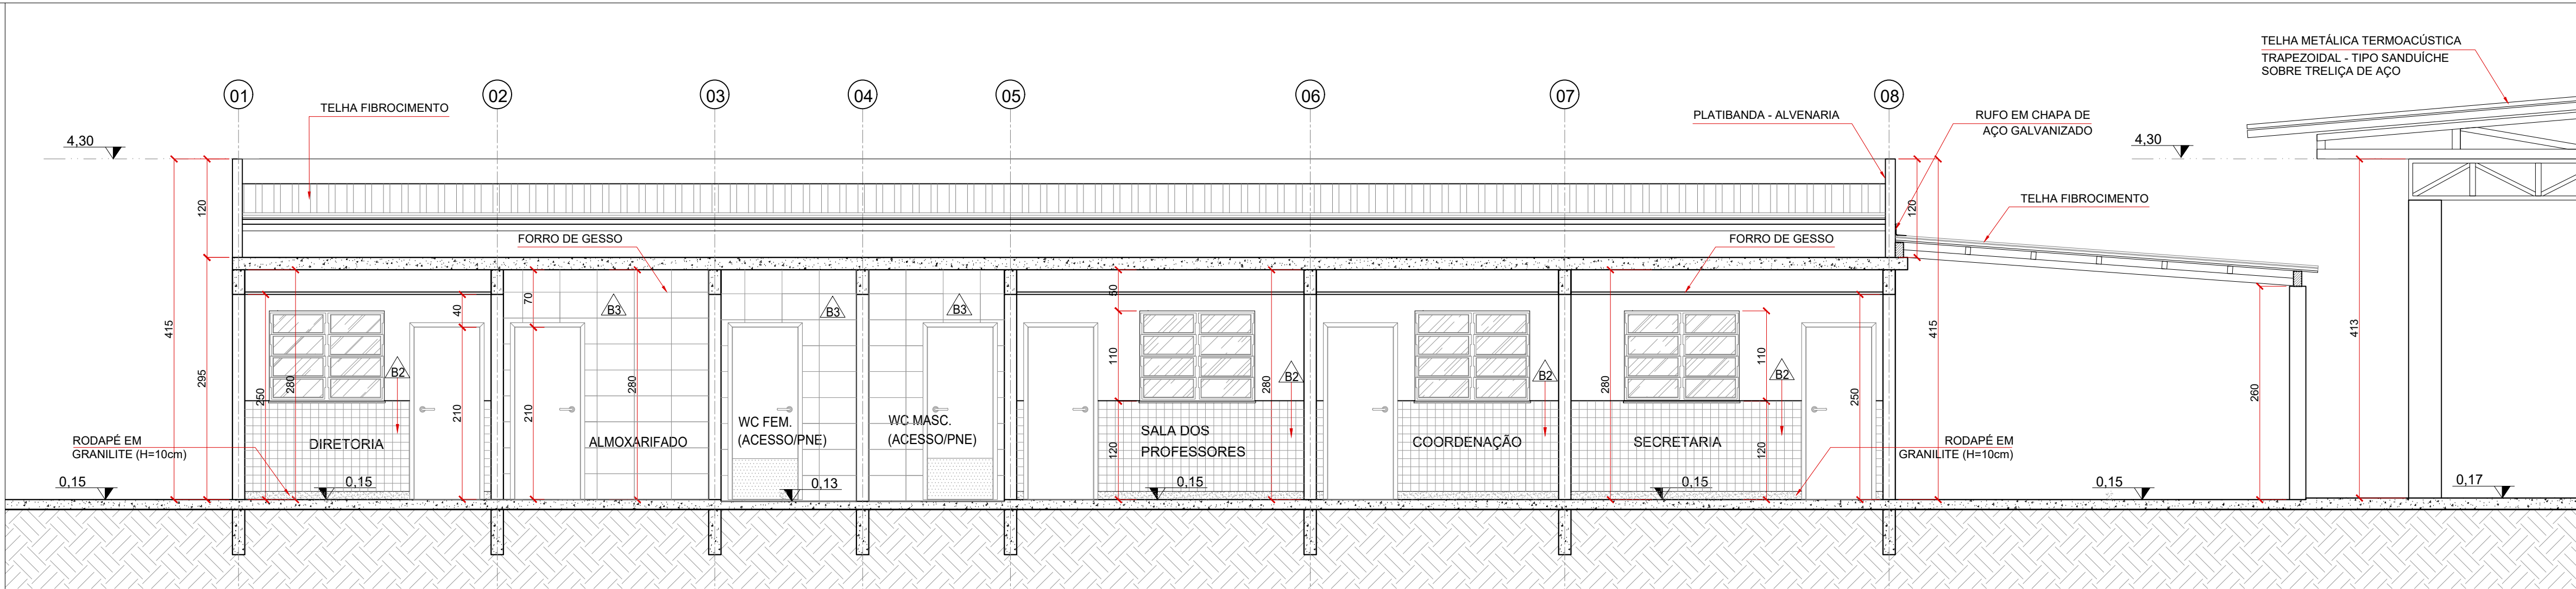 TELHA METÁLICA TERMOACÚSTICA
TRAPEZOIDAL - TIPO SANDUÍCHE
SOBRE TRELIÇA DE AÇO
01
02
03
04
05
06
07
08
TELHA FIBROCIMENTO
PLATIBANDA - ALVENARIA
RUFO EM CHAPA DE
AÇO GALVANIZADO
4,30
4,30
TELHA FIBROCIMENTO
120
120
FORRO DE GESSO
FORRO DE GESSO
415
295
250
280
40
210
70
210
280
50
110
120
280
280
110
120
250
415
260
413
B2
B3
B3
B3
B2
B2
B2
RODAPÉ EM
GRANILITE (H=10cm)
DIRETORIA
ALMOXARIFADO
WC FEM.
(ACESSO/PNE)
WC MASC.
(ACESSO/PNE)
SALA DOS
PROFESSORES
COORDENAÇÃO
SECRETARIA
RODAPÉ EM
GRANILITE (H=10cm)
0,15
0,15
0,13
0,15
0,15
0,15
0,17